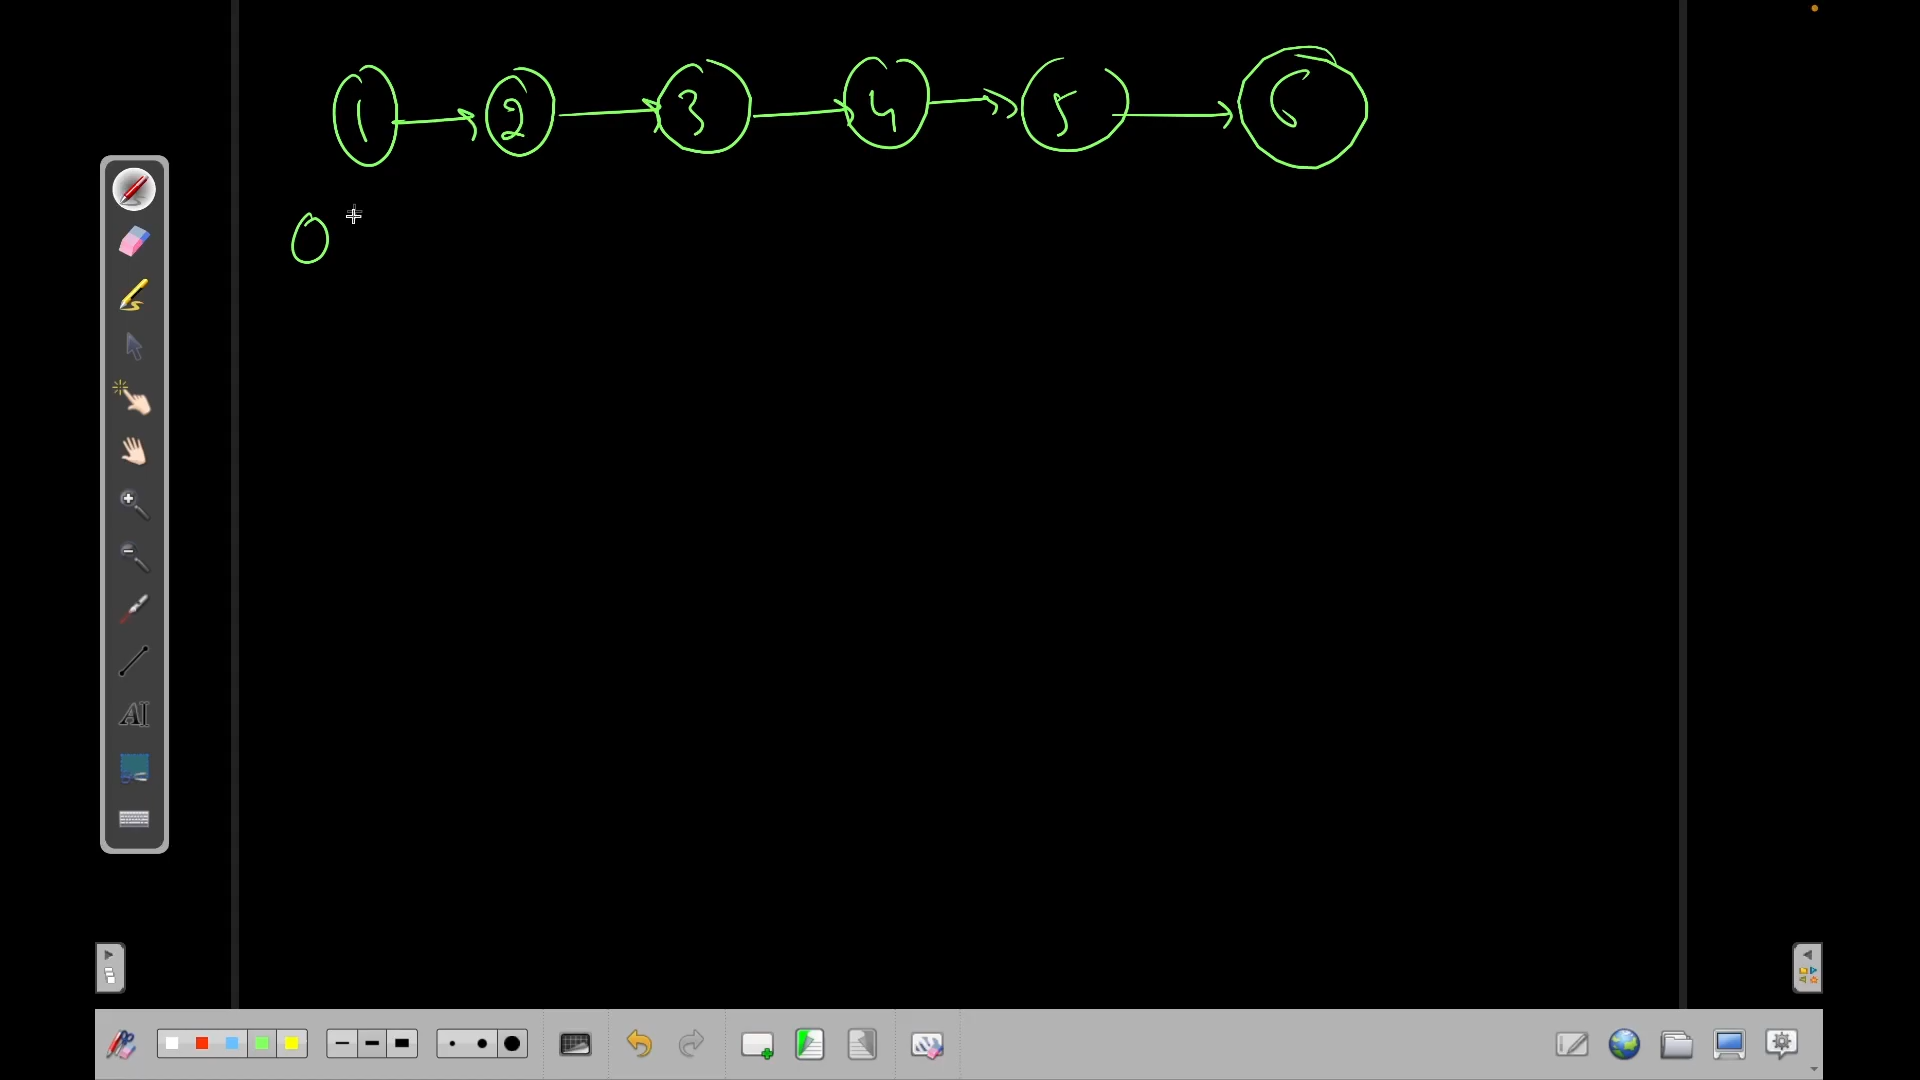 1 → 2 → 3 → 4 → 5 → 6
0